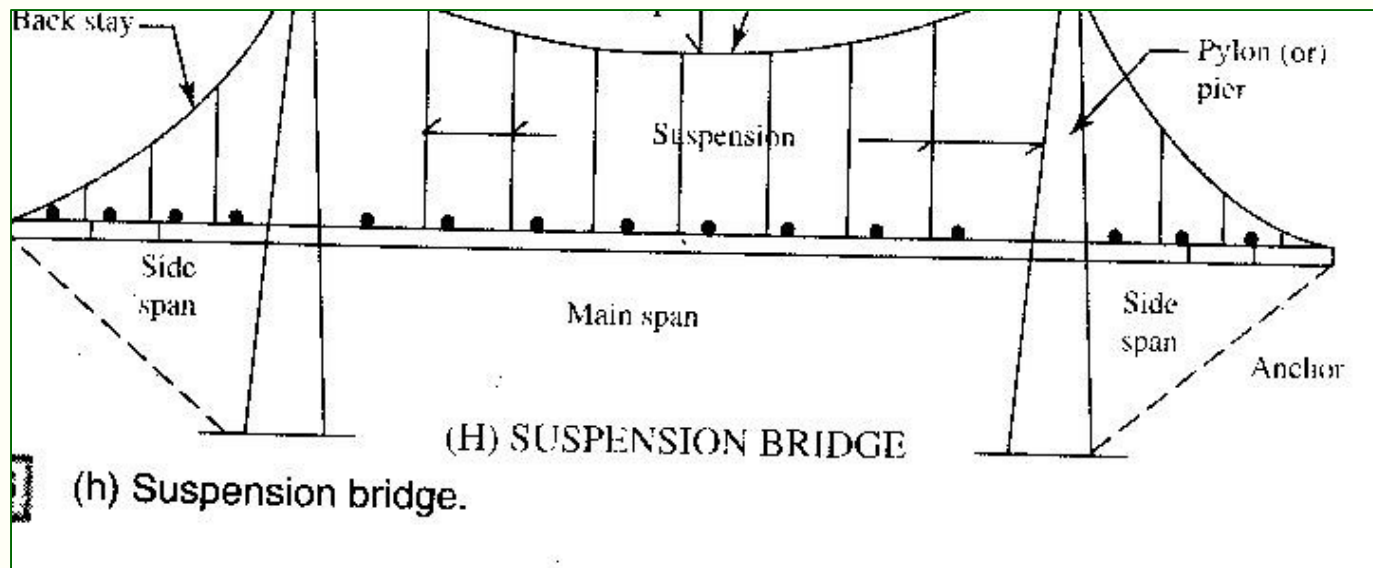 Back stay
Pylon (or)
pier
Suspension
Side
span
Main span
Side
span
Anchor
(H) SUSPENSION BRIDGE
(h) Suspension bridge.